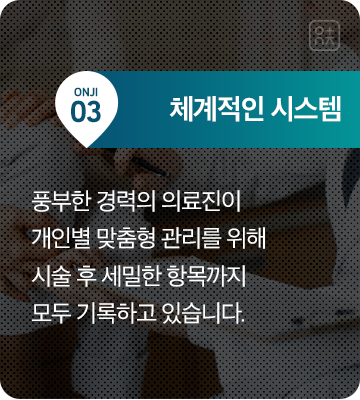 ONJI
03
체계적인 시스템
풍부한 경력의 의료진이
개인별 맞춤형 관리를 위해
시술 후 세밀한 항목까지
모두 기록하고 있습니다.